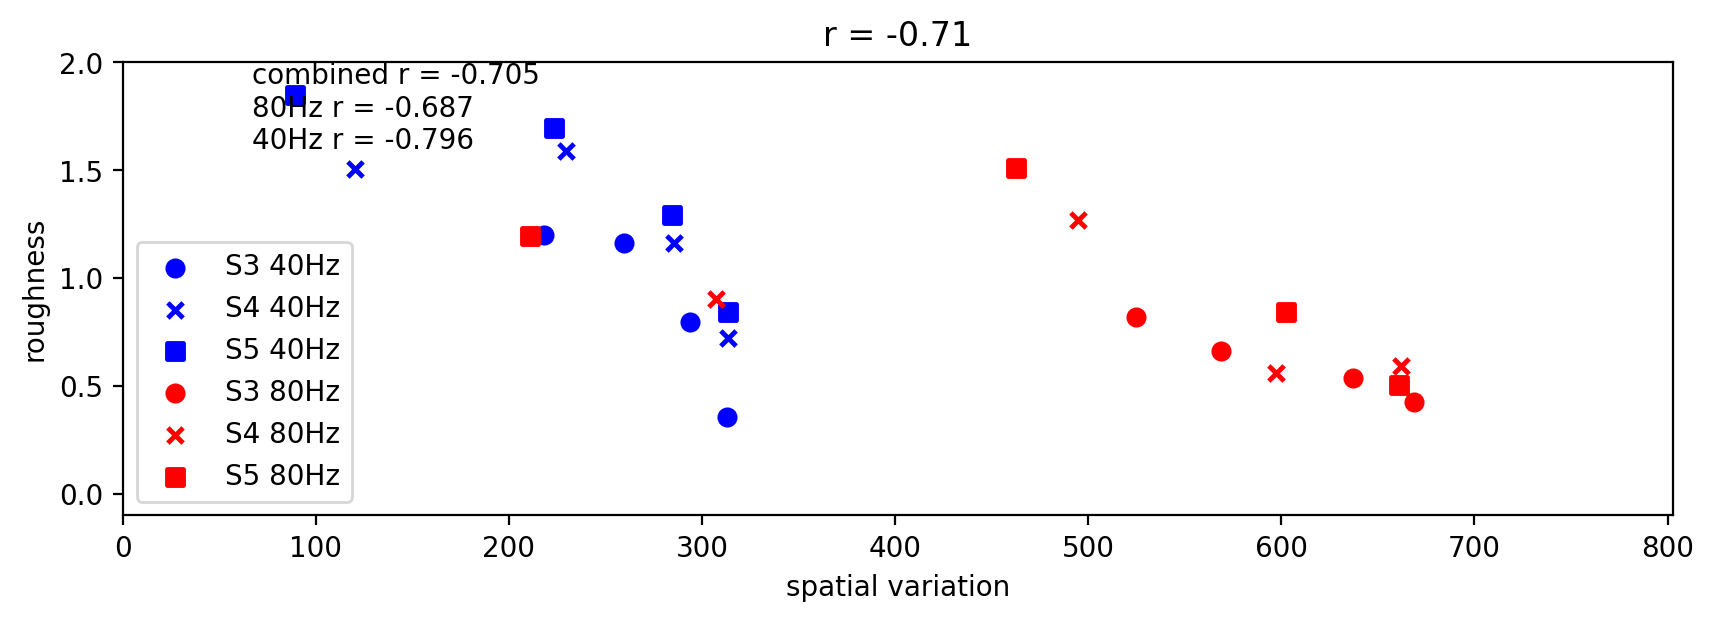 r = -0.71
combined r = -0.705
80Hz r = -0.687
40Hz r = -0.796
2.0
1.5
1.0
0.5
0.0
roughness
S3 40Hz
S4 40Hz
S5 40Hz
S3 80Hz
S4 80Hz
S5 80Hz
0 100 200 300 400 500 600 700 800
spatial variation